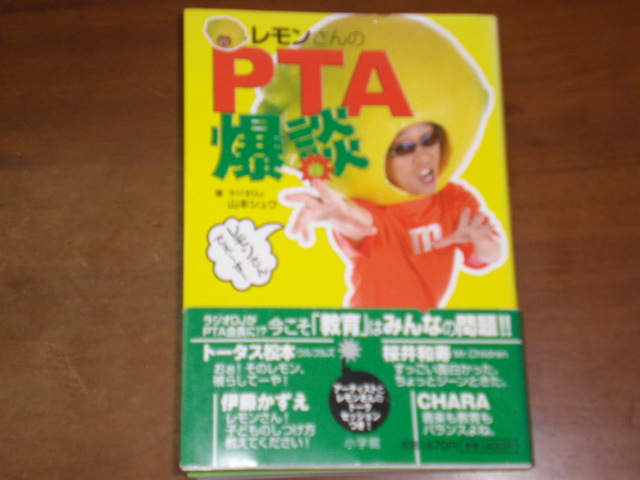 レモンさんの
PTA
爆談
著 ラジオDJ
山本シュウ
m
ラジオDJが
PTA会長に!?
今こそ「教育」はみんなの問題!!
トータス松本 ウルフルズ
おぉ!そのレモン、
被らしてーや!
桜井和寿 Mr.Children
すっごい面白かった。
ちょっとジーンときた。
伊藤かずえ
レモンさん!
子どものしつけ方
教えてください!
アーティストと
レモンさんの
トーク
セッション
つき!
CHARA
音楽も教育も
バランスよね。
小学館
定価1470円